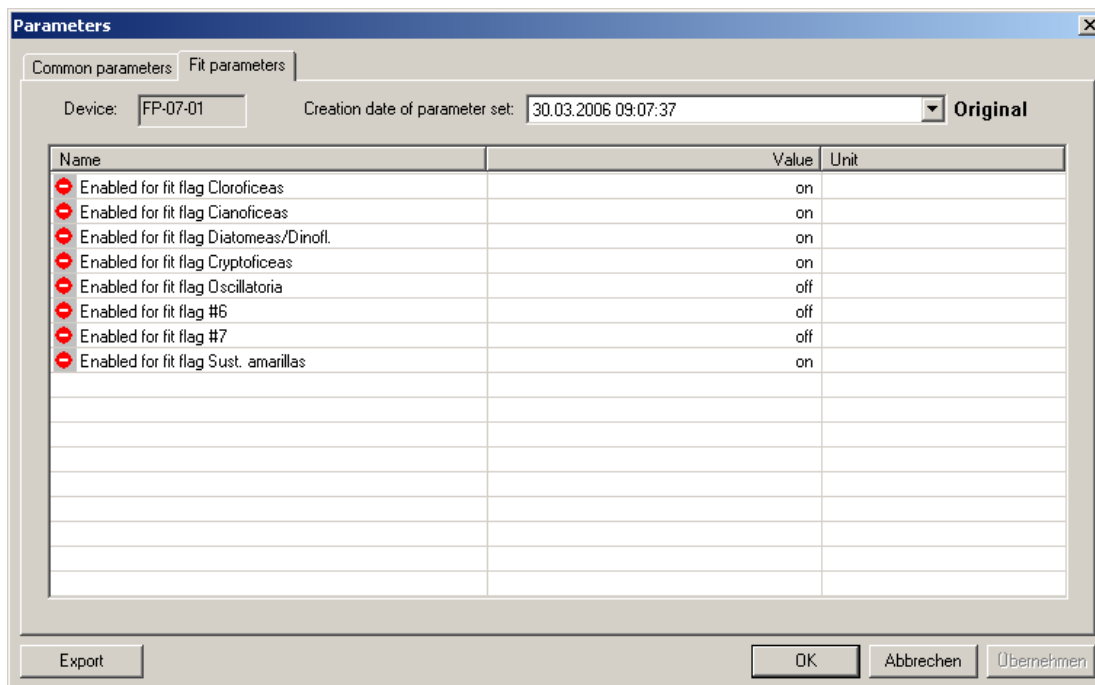 Parameters
Common parameters Fit parameters
Device: FP-07-01 Creation date of parameter set: 30.03.2006 09:07:37 Original
Name Value Unit
Enabled for fit flag Cloroficeas on
Enabled for fit flag Cianoficeas on
Enabled for fit flag Diatomeas/Dinofl. on
Enabled for fit flag Cryptoficeas on
Enabled for fit flag Oscillatoria off
Enabled for fit flag #6 off
Enabled for fit flag #7 off
Enabled for fit flag Sust. amarillas on
Export OK Abbrechen Übernehmen